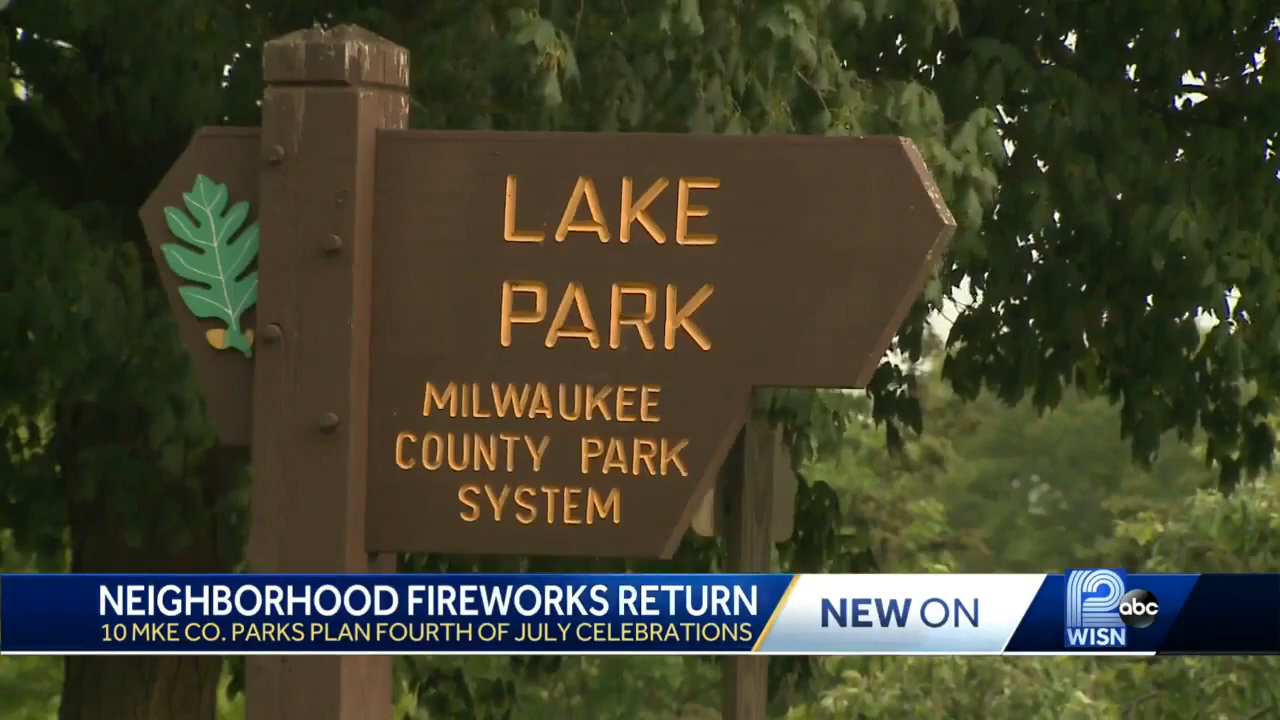 LAKE
PARK
MILWAUKEE
COUNTY PARK
SYSTEM
NEIGHBORHOOD FIREWORKS RETURN
10 MKE CO. PARKS PLAN FOURTH OF JULY CELEBRATIONS
NEW ON
12
abc
WISN